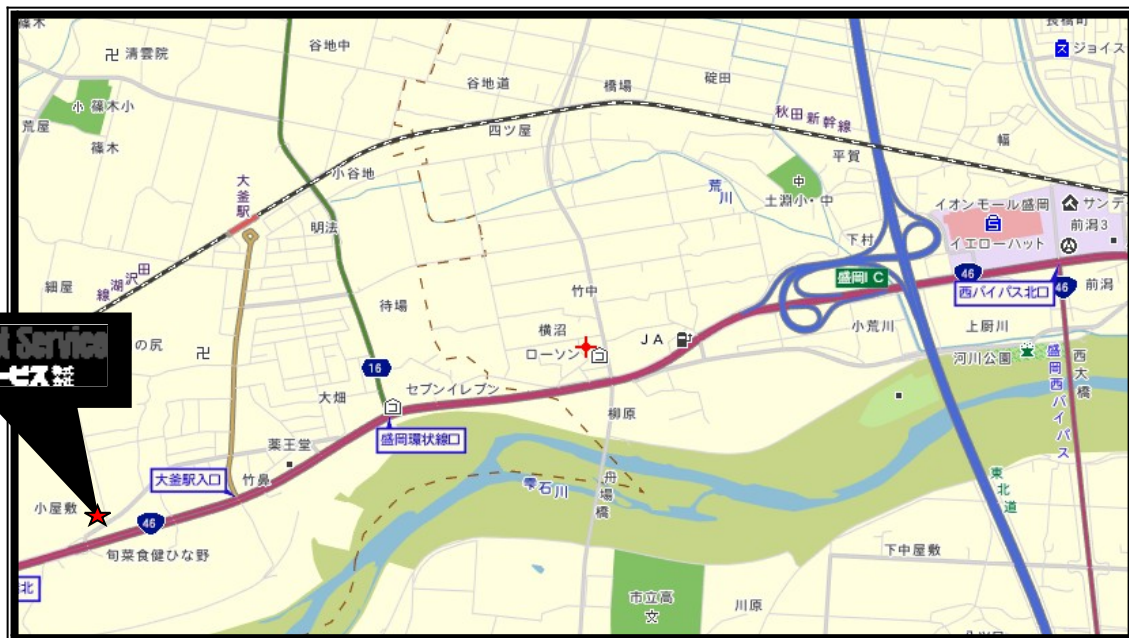 篠木
卍 清雲院
谷地中
長橋町
ス ジョイス
小 篠木小
荒屋
篠木
谷地道
橋場
碇田
四ツ屋
秋田新幹線
幅
平賀
小谷地
大釜駅
荒川
中
土淵小・中
イオンモール盛岡
サンデ
前潟3
イエローハット
明法
下村
盛岡IC
46
西バイパス北口
46
前潟
田沢湖線
細屋
竹中
待場
横沼
ローソン
JA
小荒川
上厨川
の尻
卍
t Service
ービス
16
セブンイレブン
大畑
河川公園
西大橋
盛岡西バイパス
柳原
盛岡環状線口
薬王堂
大釜駅入口
竹鼻
雫石川
舟場橋
東北道
小屋敷
46
旬菜食健ひな野
下中屋敷
北
市立高
文
川原